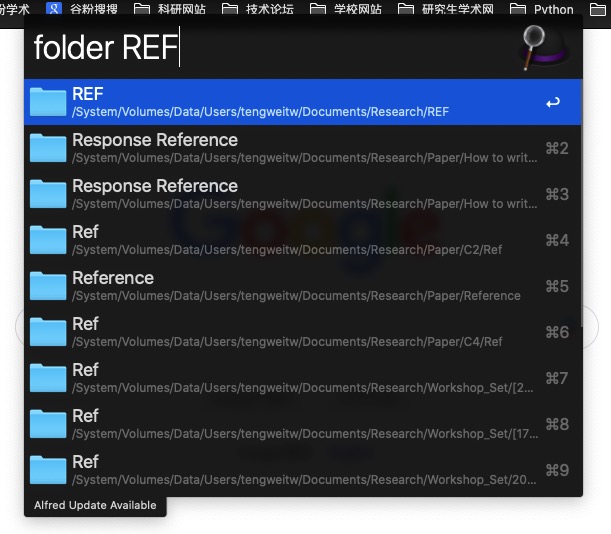 谷粉搜搜 科研网站 技术论坛 学校网站 研究生学术网 Python
folder REF
REF
/System/Volumes/Data/Users/tengweitw/Documents/Research/REF
Response Reference
/System/Volumes/Data/Users/tengweitw/Documents/Research/Paper/How to writ... ⌘2
Response Reference
/System/Volumes/Data/Users/tengweitw/Documents/Research/Paper/How to writ... ⌘3
Ref
/System/Volumes/Data/Users/tengweitw/Documents/Research/Paper/C2/Ref ⌘4
Reference
/System/Volumes/Data/Users/tengweitw/Documents/Research/Paper/Reference ⌘5
Ref
/System/Volumes/Data/Users/tengweitw/Documents/Research/Paper/C4/Ref ⌘6
Ref
/System/Volumes/Data/Users/tengweitw/Documents/Research/Workshop_Set/[2... ⌘7
Ref
/System/Volumes/Data/Users/tengweitw/Documents/Research/Workshop_Set/[17... ⌘8
Ref
/System/Volumes/Data/Users/tengweitw/Documents/Research/Workshop_Set/20... ⌘9
Alfred Update Available